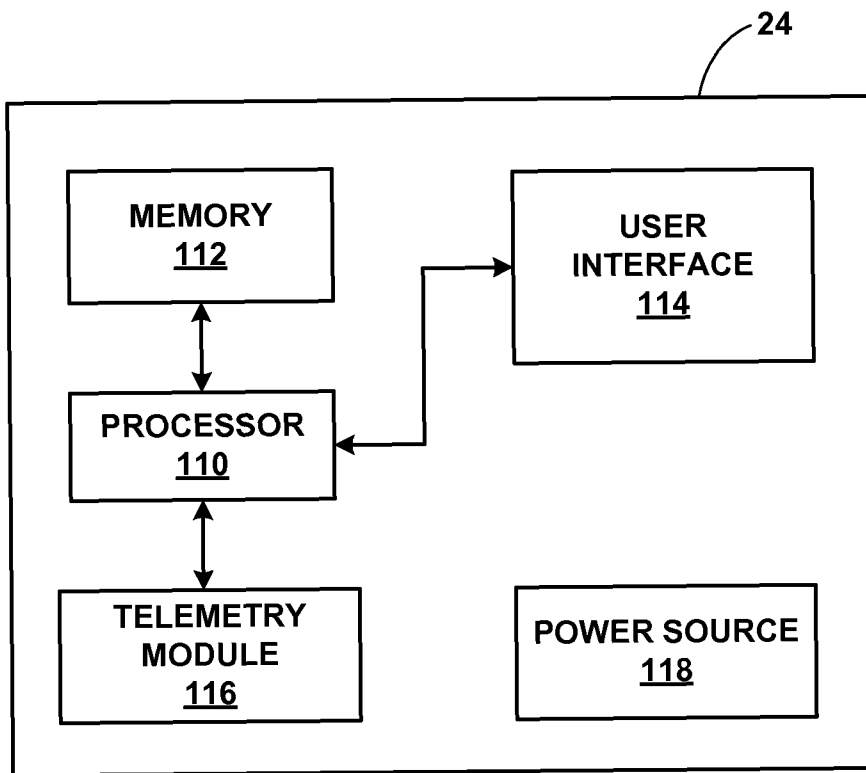 24
MEMORY
112
USER
INTERFACE
114
PROCESSOR
110
TELEMETRY
MODULE
116
POWER SOURCE
118